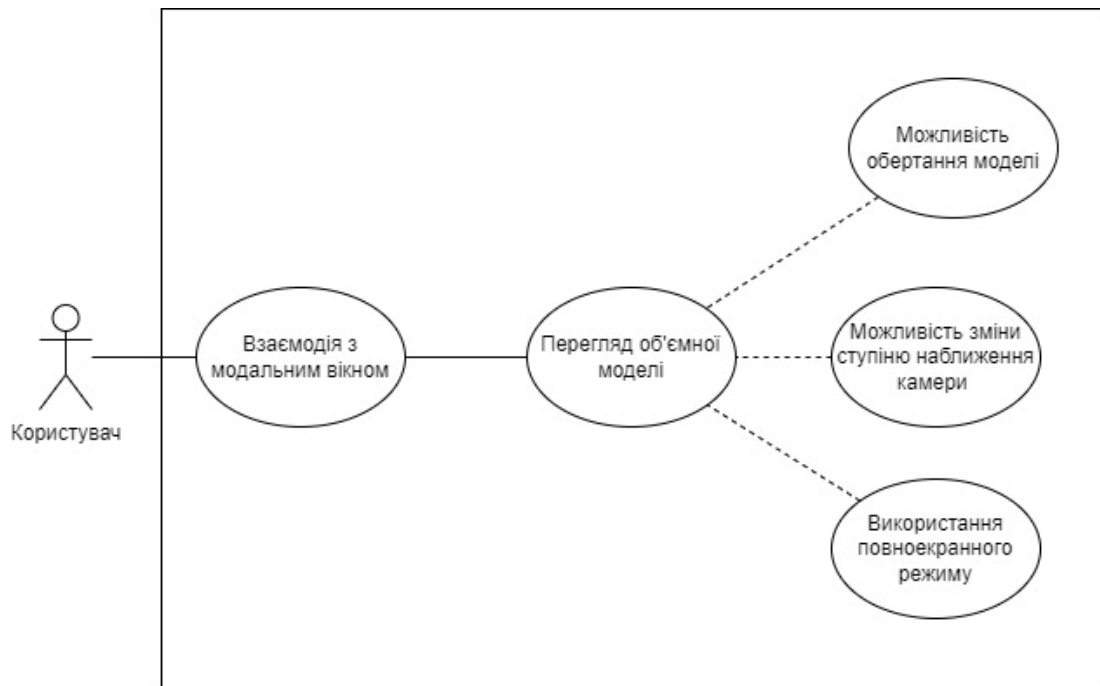 Користувач
Взаємодія з
модальним вікном
Перегляд об'ємної
моделі
Можливість
обертання моделі
Можливість зміни
ступіню наближення
камери
Використання
повноекранного
режиму